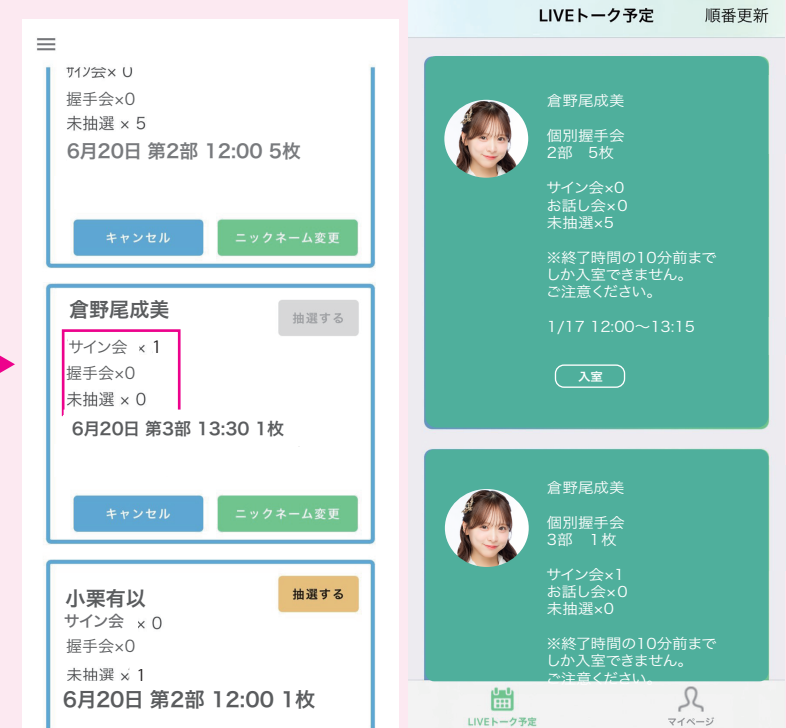 サイン会× 0
握手会×0
未抽選 × 5
6月20日 第2部 12:00 5枚
キャンセル
ニックネーム変更
倉野尾成美
抽選する
サイン会 × 1
握手会×0
未抽選 × 0
6月20日 第3部 13:30 1枚
キャンセル
ニックネーム変更
小栗有以
抽選する
サイン会 × 0
握手会×0
未抽選 × 1
6月20日 第2部 12:00 1枚
LIVEトーク予定
順番更新
倉野尾成美
個別握手会
2部 5枚
サイン会×0
お話し会×0
未抽選×5
※終了時間の10分前まで
しか入室できません。
ご注意ください。
1/17 12:00～13:15
入室
倉野尾成美
個別握手会
3部 1枚
サイン会×1
お話し会×0
未抽選×0
※終了時間の10分前まで
しか入室できません。
ご注意ください。
LIVEトーク予定
マイページ